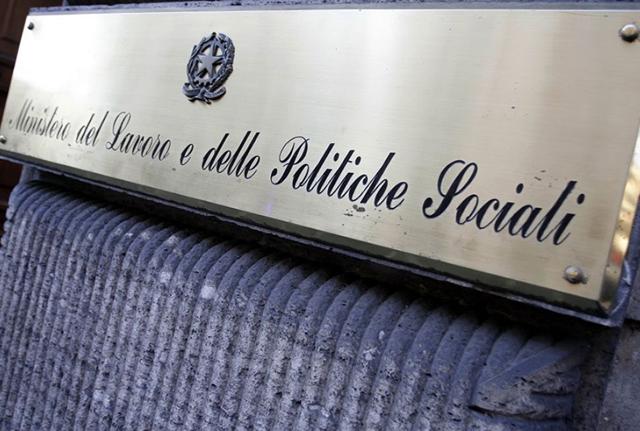 Ministero del Lavoro e delle Politiche Sociali